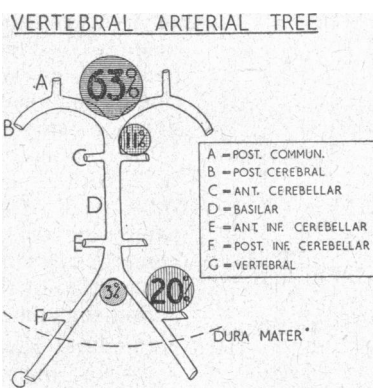 VERTEBRAL ARTERIAL TREE
A
63%
B
11%
C
D
E
3%
20%
F
G
DURA MATER
A = POST. COMMUN.
B = POST. CEREBRAL
C = ANT. CEREBELLAR
D = BASILAR
E = ANT. INF. CEREBELLAR
F = POST. INF. CEREBELLAR
G = VERTEBRAL